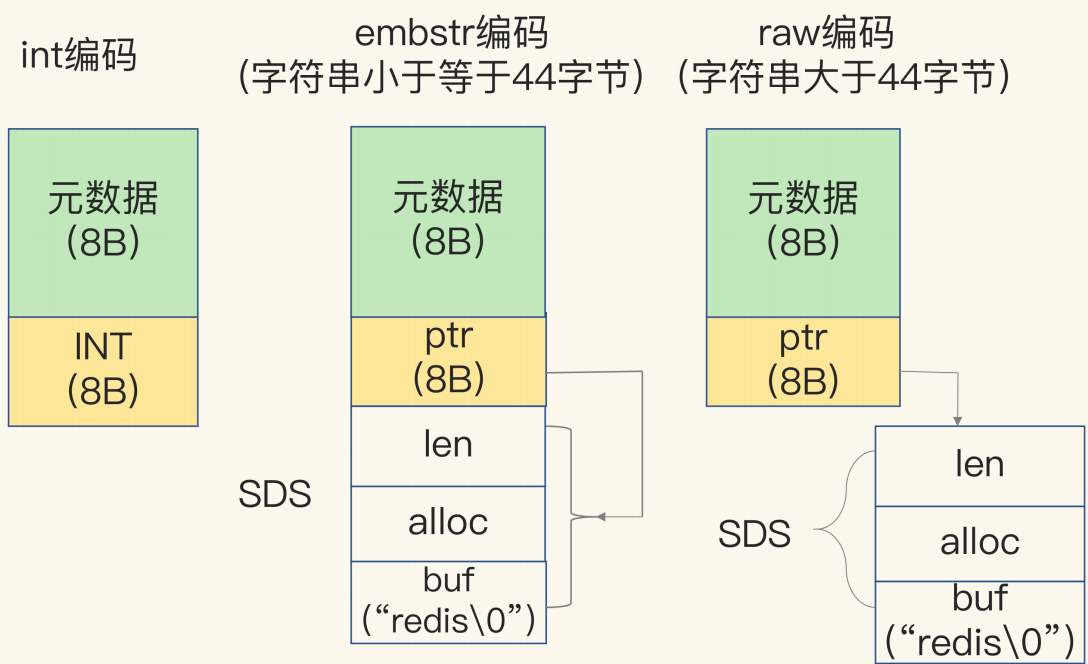 int编码
embstr编码
(字符串小于等于44字节)
raw编码
(字符串大于44字节)
元数据
(8B)
INT
(8B)
元数据
(8B)
ptr
(8B)
len
alloc
buf
(“redis\0”)
SDS
元数据
(8B)
ptr
(8B)
len
alloc
buf
(“redis\0”)
SDS